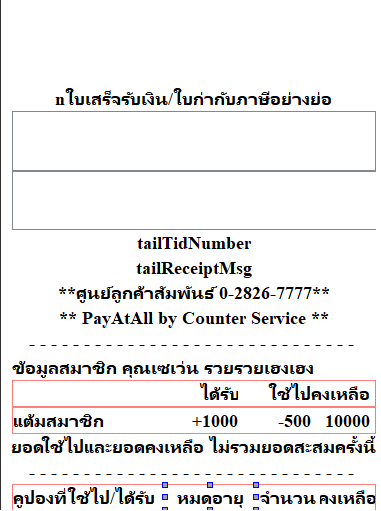 nใบเสร็จรับเงิน/ใบกำกับภาษีอย่างย่อ
tailTidNumber
tailReceiptMsg
**ศูนย์ลูกค้าสัมพันธ์ 0-2826-7777**
** PayAtAll by Counter Service **
- - - - - - - - - - - - - - - - - - - - - - - - - - - - - -
ข้อมูลสมาชิก คุณเซเว่น รวยรวยเฮงเฮง
ได้รับ ใช้ไป คงเหลือ
แต้มสมาชิก +1000 -500 10000
ยอดใช้ไปและยอดคงเหลือ ไม่รวมยอดสะสมครั้งนี้
- - - - - - - - - - - - - - - - - - - - - - - - - - - - - -
คูปองที่ใช้ไป/ได้รับ หมดอายุ จำนวน คงเหลือ